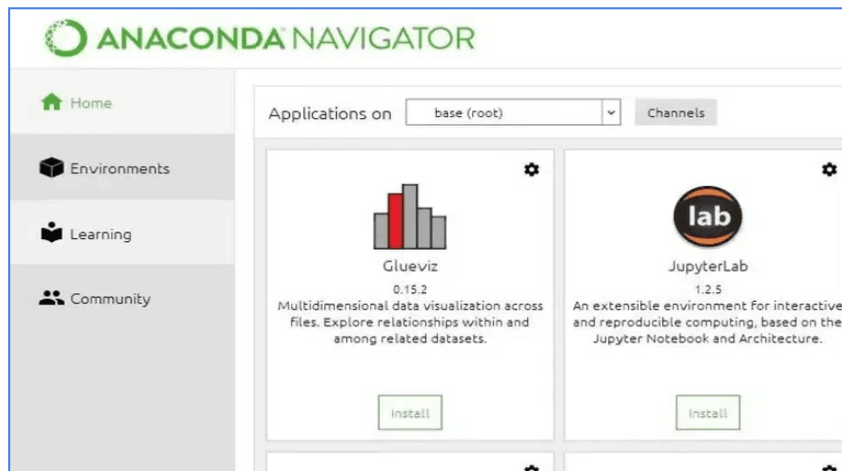 ANACONDA NAVIGATOR
Home
Environments
Learning
Community
Applications on
base (root)
Channels
Glueviz
0.15.2
Multidimensional data visualization across
files. Explore relationships within and
among related datasets.
Install
lab
JupyterLab
1.2.5
An extensible environment for interactive
and reproducible computing, based on the
Jupyter Notebook and Architecture.
Install